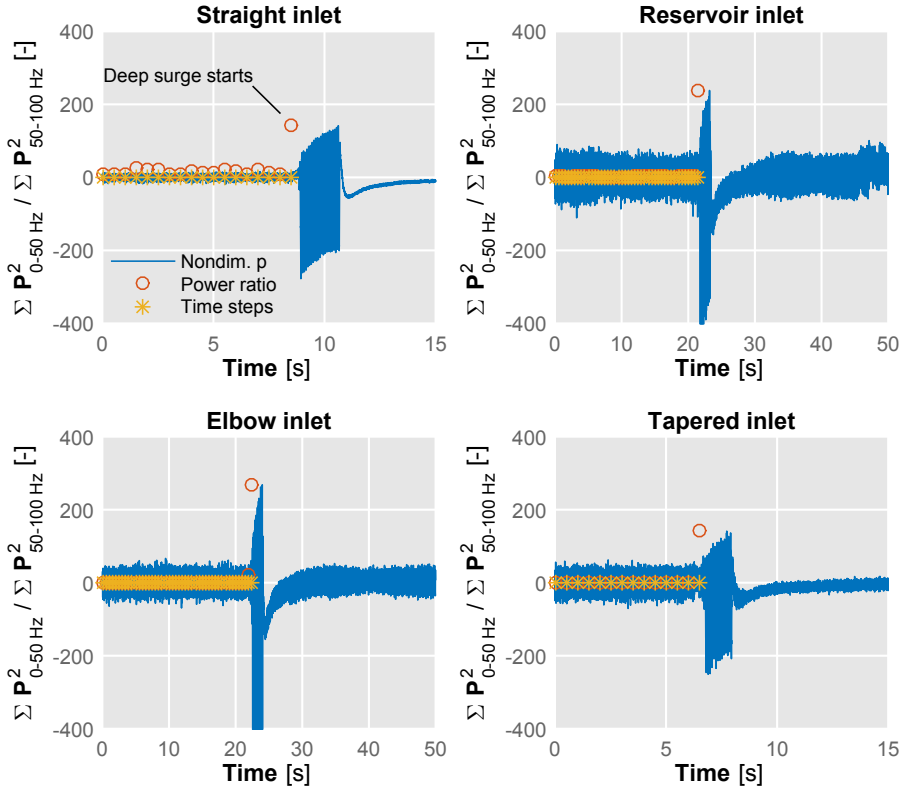 Straight inlet
Σ P²0-50 Hz / Σ P²50-100 Hz [-]
400
200
0
-200
-400
Deep surge starts
Nondim. p
Power ratio
Time steps
0 5 10 15
Time [s]
Reservoir inlet
Σ P²0-50 Hz / Σ P²50-100 Hz [-]
400
200
0
-200
-400
0 10 20 30 40 50
Time [s]
Elbow inlet
Σ P²0-50 Hz / Σ P²50-100 Hz [-]
400
200
0
-200
-400
0 10 20 30 40 50
Time [s]
Tapered inlet
Σ P²0-50 Hz / Σ P²50-100 Hz [-]
400
200
0
-200
-400
0 5 10 15
Time [s]